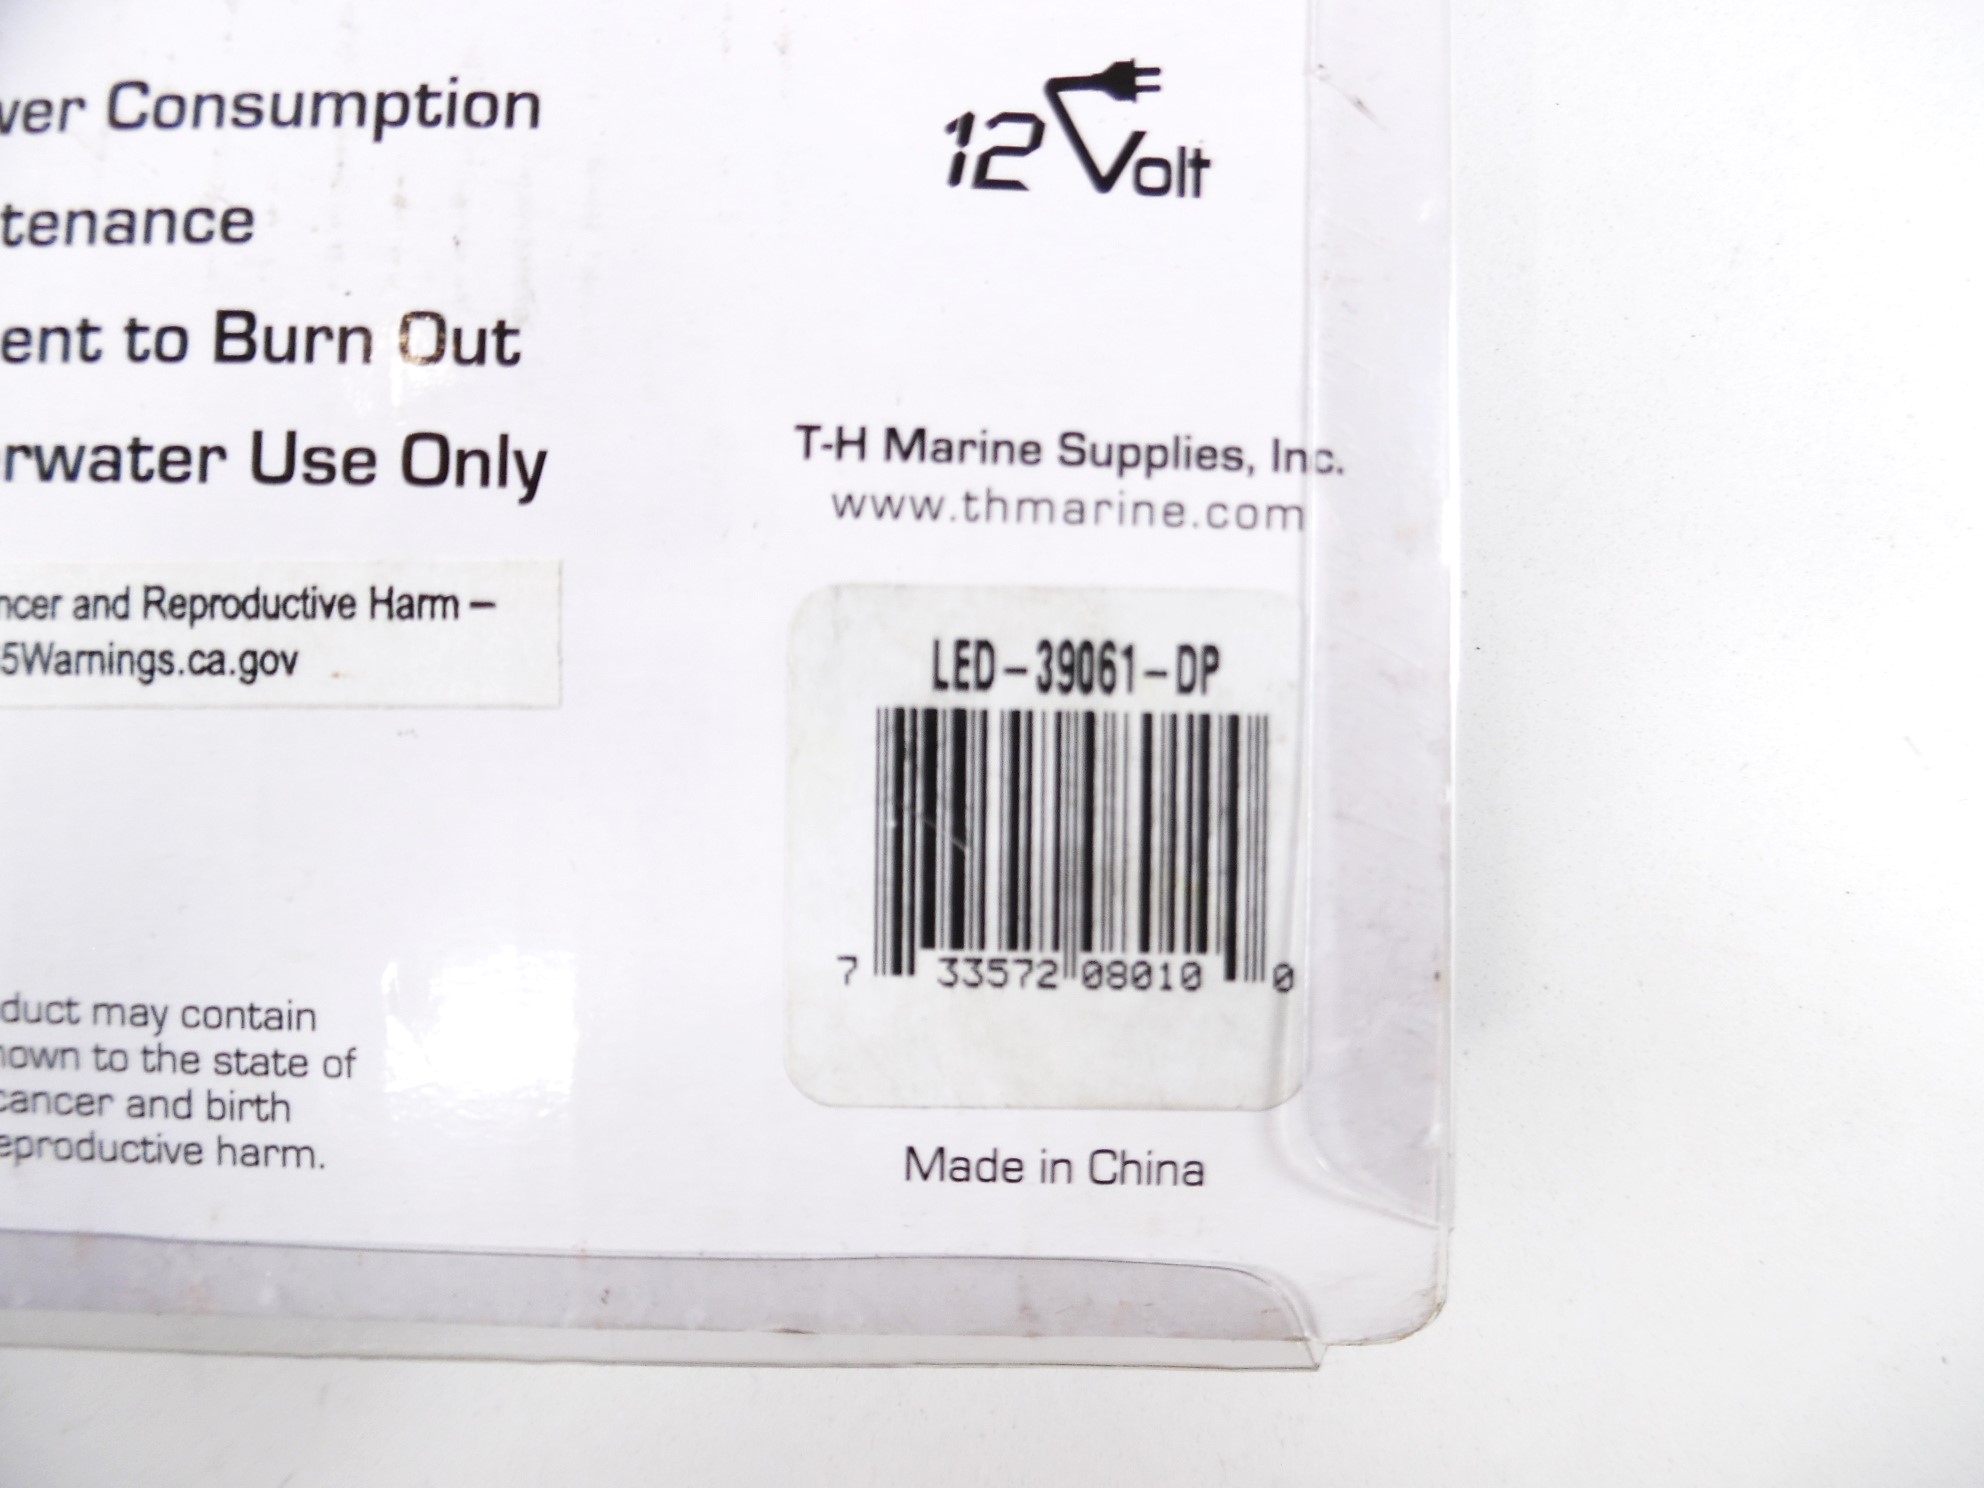 wer Consumption
tenance
ent to Burn Out
rwater Use Only
ncer and Reproductive Harm –
5Warnings.ca.gov
duct may contain
nown to the state of
cancer and birth
eproductive harm.
12 Volt
T-H Marine Supplies, Inc.
www.thmarine.com
LED-39061-DP
7 33572 08010 0
Made in China